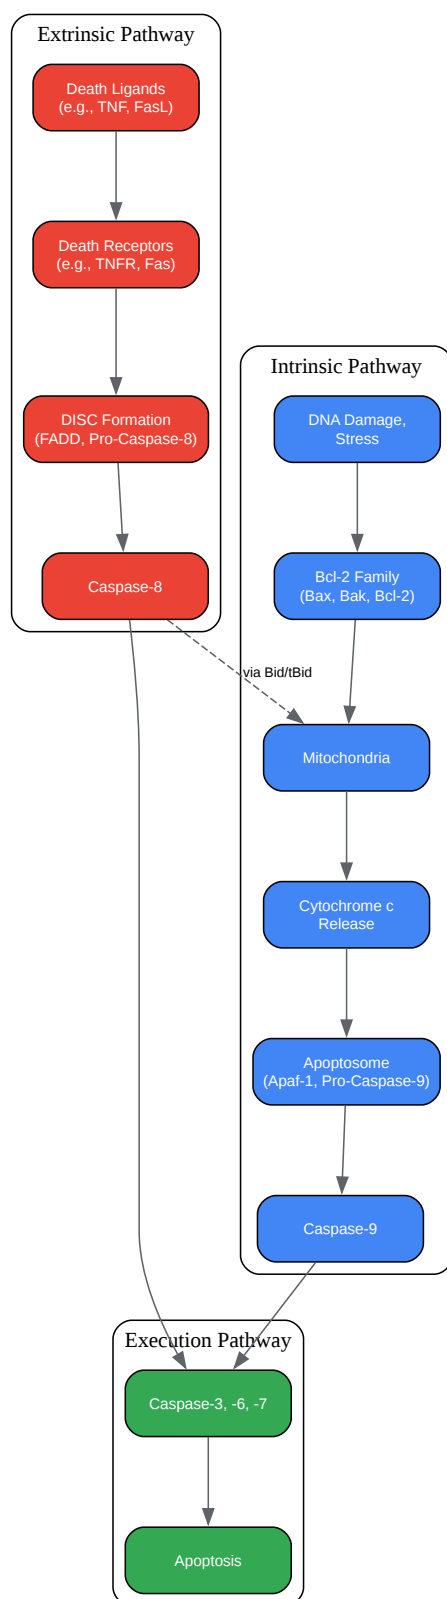 Extrinsic Pathway
Death Ligands
(e.g., TNF, FasL)
Death Receptors
(e.g., TNFR, Fas)
DISC Formation
(FADD, Pro-Caspase-8)
Caspase-8
via Bid/tBid
Intrinsic Pathway
DNA Damage,
Stress
Bcl-2 Family
(Bax, Bak, Bcl-2)
Mitochondria
Cytochrome c
Release
Apoptosome
(Apaf-1, Pro-Caspase-9)
Caspase-9
Execution Pathway
Caspase-3, -6, -7
Apoptosis